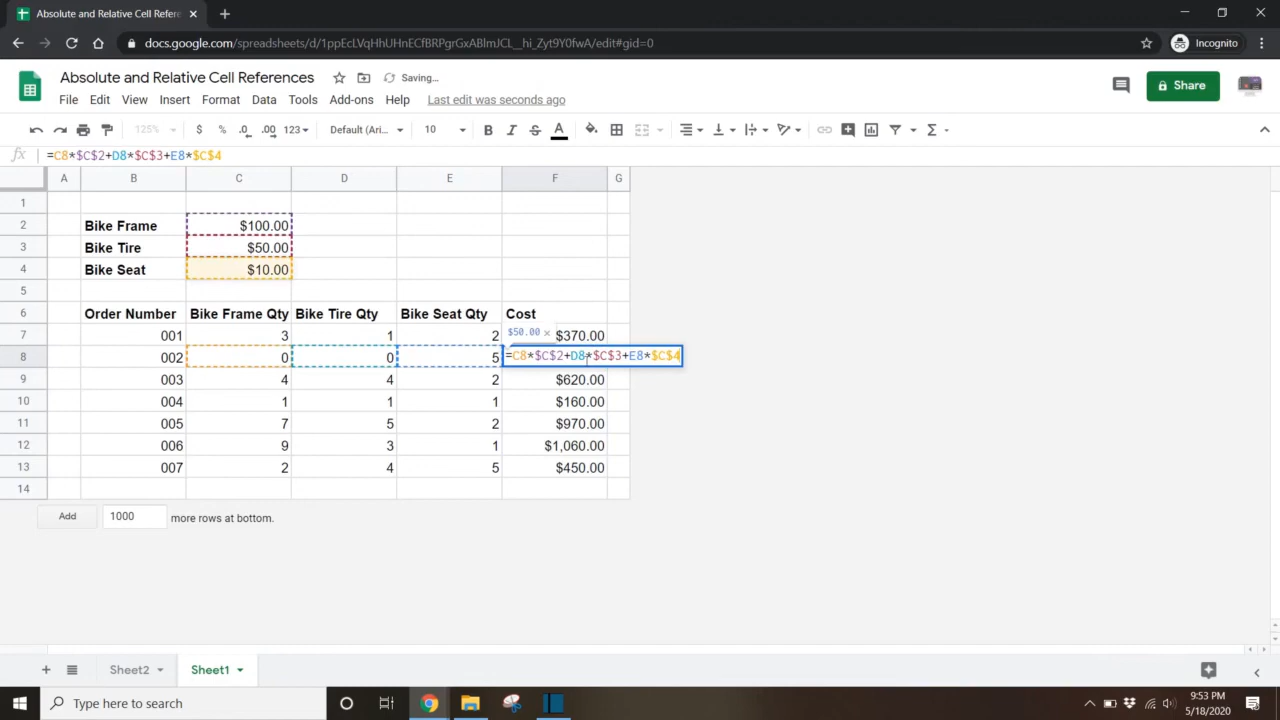 Absolute and Relative Cell Refere
docs.google.com/spreadsheets/d/1ppEcLVqHhUHnECfBRPgrGxABlmJCL__hi_Zyt9Y0fwA/edit#gid=0
Incognito
Absolute and Relative Cell References
Saving...
File Edit View Insert Format Data Tools Add-ons Help Last edit was seconds ago
Share
125% $ % .0 .00 123 Default (Ari... 10 B I S A Σ
fx =C8*$C$2+D8*$C$3+E8*$C$4
A B C D E F G
1
2 Bike Frame $100.00
3 Bike Tire $50.00
4 Bike Seat $10.00
5
6 Order Number Bike Frame Qty Bike Tire Qty Bike Seat Qty Cost
7 001 3 1 2 $50.00 × $370.00
8 002 0 0 5 =C8*$C$2+D8*$C$3+E8*$C$4
9 003 4 4 2 $620.00
10 004 1 1 1 $160.00
11 005 7 5 2 $970.00
12 006 9 3 1 $1,060.00
13 007 2 4 5 $450.00
14
Add 1000 more rows at bottom.
Sheet2 Sheet1
Type here to search
9:53 PM
5/18/2020